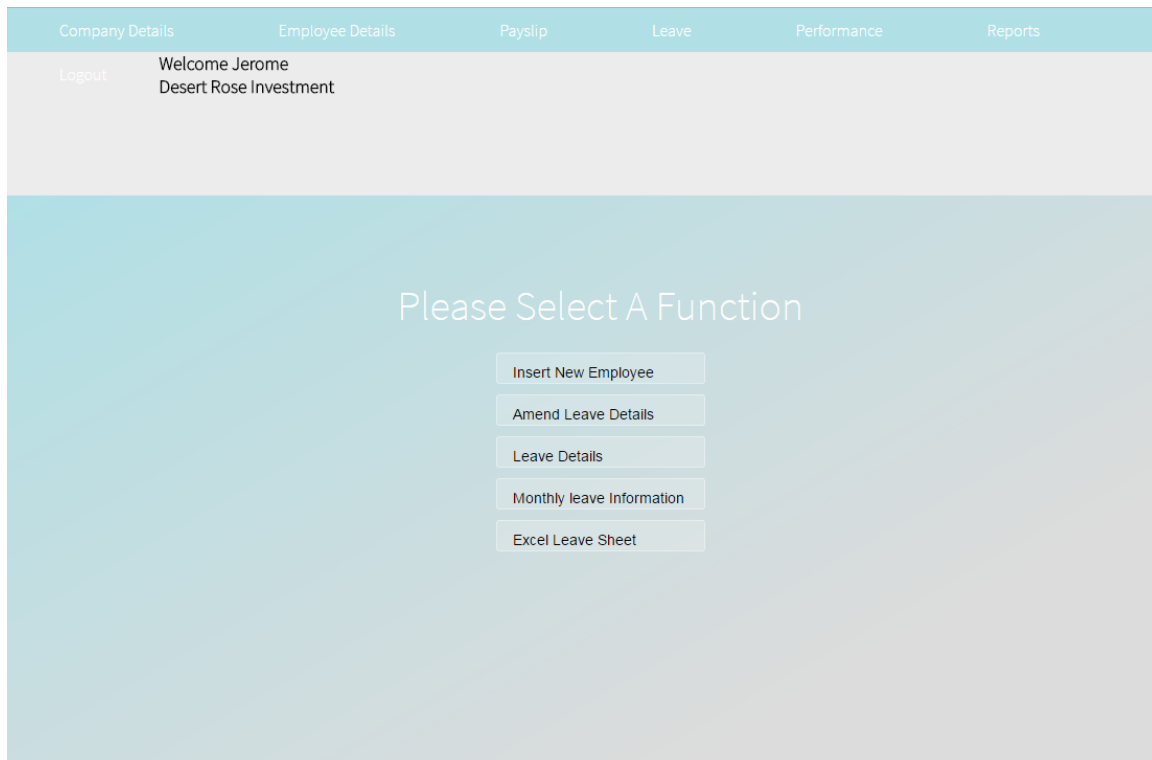 Company Details Employee Details Payslip Leave Performance Reports
Logout
Welcome Jerome
Desert Rose Investment
Please Select A Function
Insert New Employee
Amend Leave Details
Leave Details
Monthly leave Information
Excel Leave Sheet